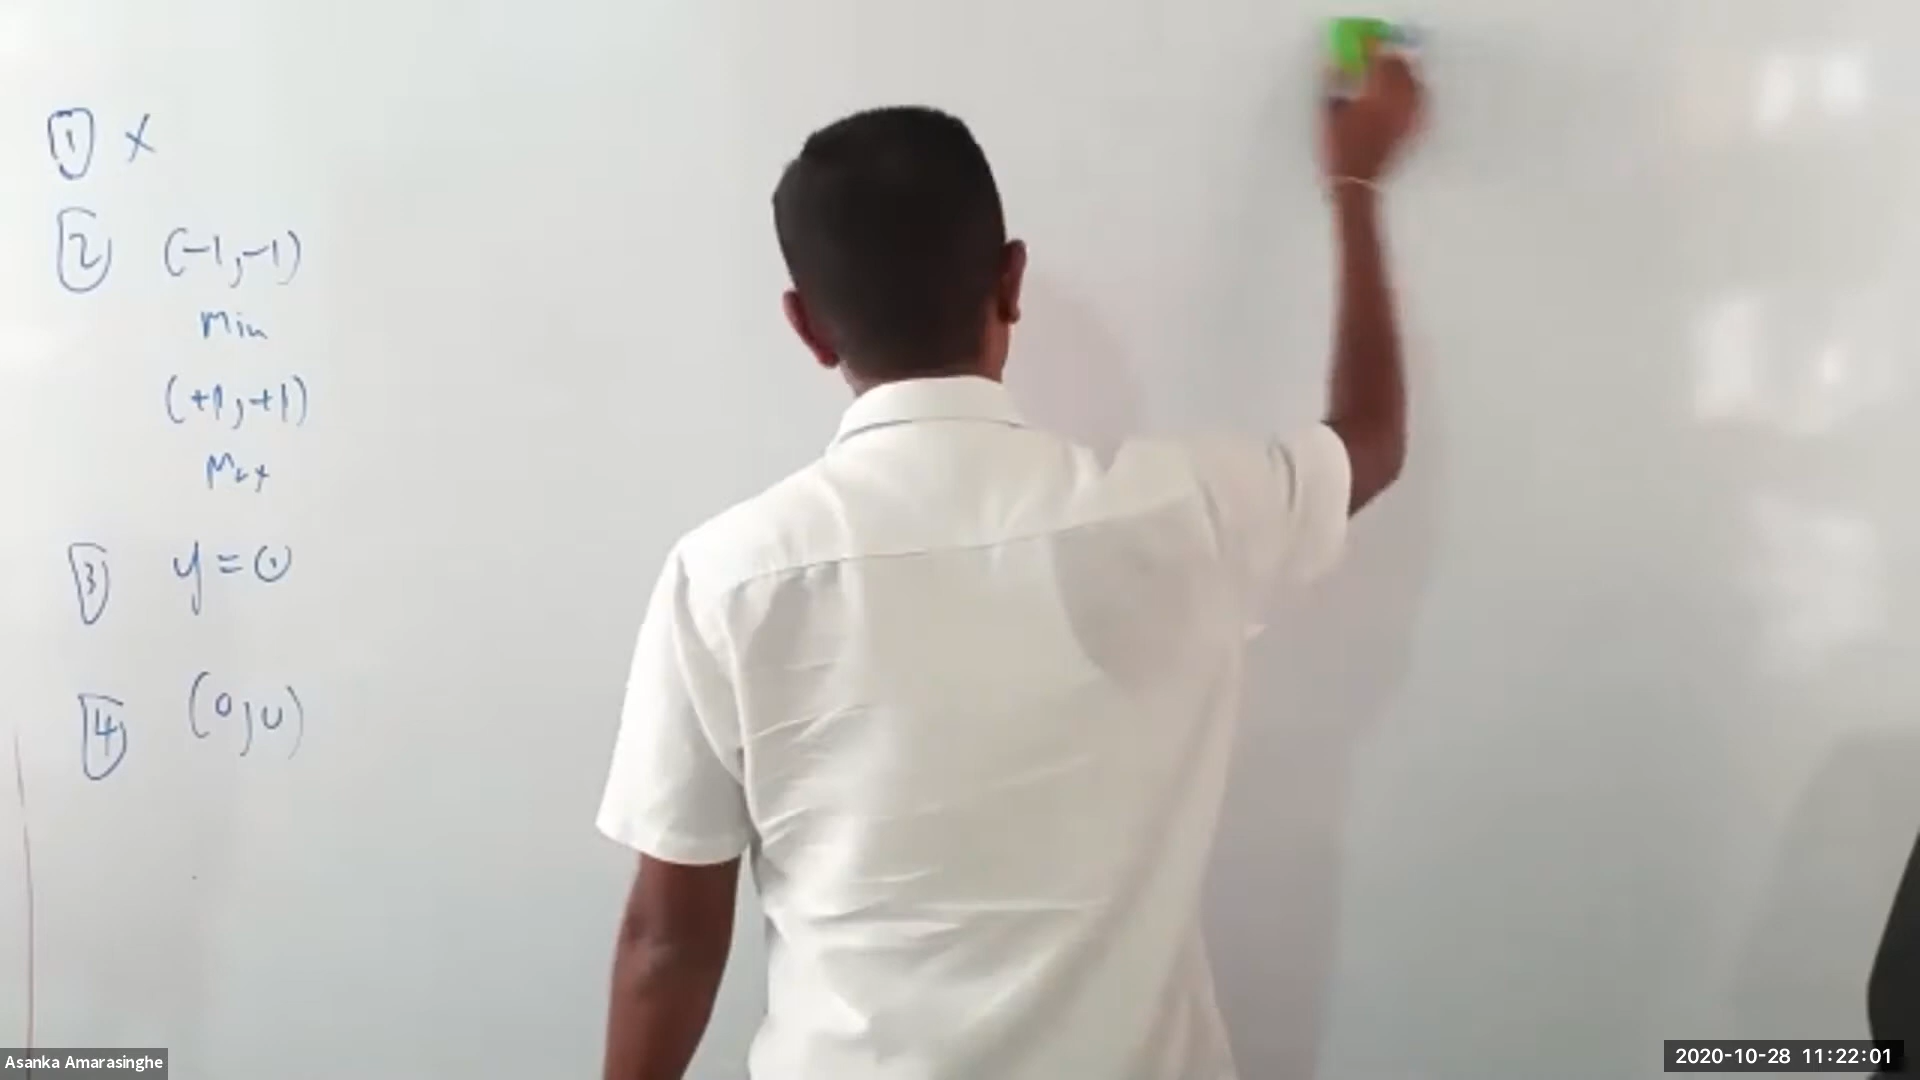 ① X
② (-1,-1)
Min
(+1,+1)
Max
③ y=0
④ (0,0)
Asanka Amarasinghe
2020-10-28 11:22:01